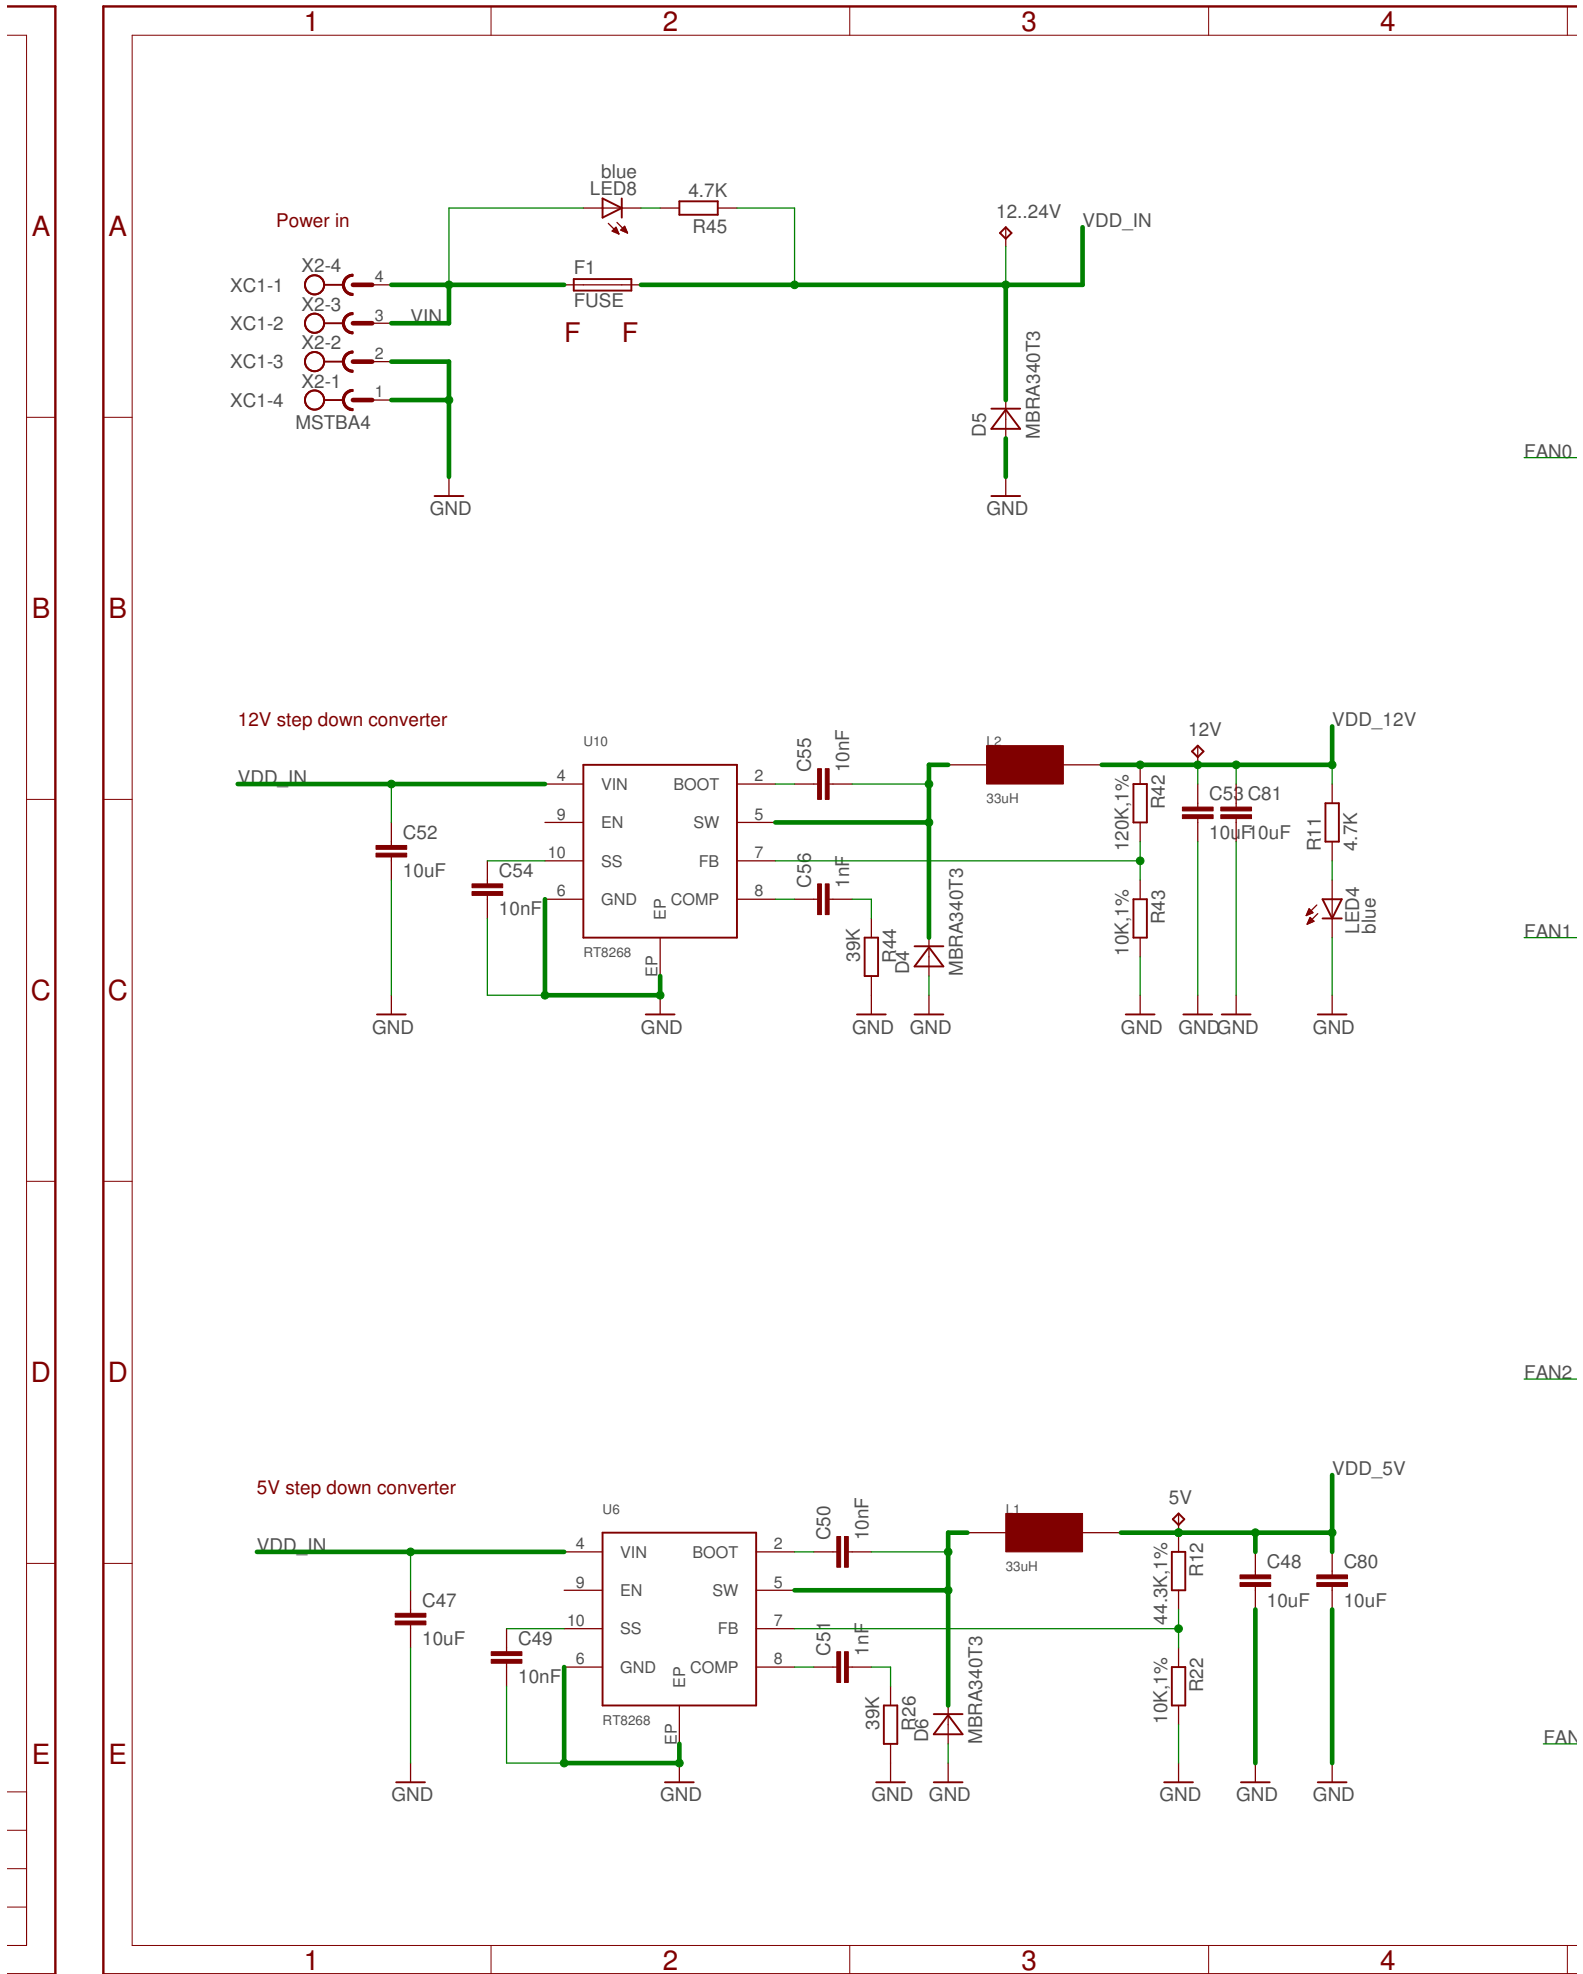 1 2 3 4
A A
blue
LED8
4.7K
R45
Power in
12..24V
VDD_IN
X2-4
XC1-1 4
F1
FUSE
X2-3
XC1-2 3 VIN
F F
X2-2
XC1-3 2
X2-1
XC1-4 1
MSTBA4
D5
MBRA340T3
FAN0
GND
GND
B B
12V step down converter
VDD_IN
U10
4 VIN BOOT 2
9 EN SW 5
10 SS FB 7
6 GND COMP 8
EP
EP
RT8268
C52
10uF
C54
10nF
C55
10nF
C56
1nF
39K
R44
D4
MBRA340T3
L2
33uH
12V
VDD_12V
120K,1%
R42
10K,1%
R43
C53
10uF
C81
10uF
R11
4.7K
LED4
blue
FAN1
C C
GND
GND
GND
GND
GND
GND
GND
GND
D D
FAN2
5V step down converter
VDD_IN
U6
4 VIN BOOT 2
9 EN SW 5
10 SS FB 7
6 GND COMP 8
EP
EP
RT8268
C47
10uF
C49
10nF
C50
10nF
C51
1nF
39K
R26
D6
MBRA340T3
L1
33uH
5V
VDD_5V
44.3K,1%
R12
10K,1%
R22
C48
10uF
C80
10uF
FAN
E E
GND
GND
GND
GND
GND
GND
GND
1 2 3 4